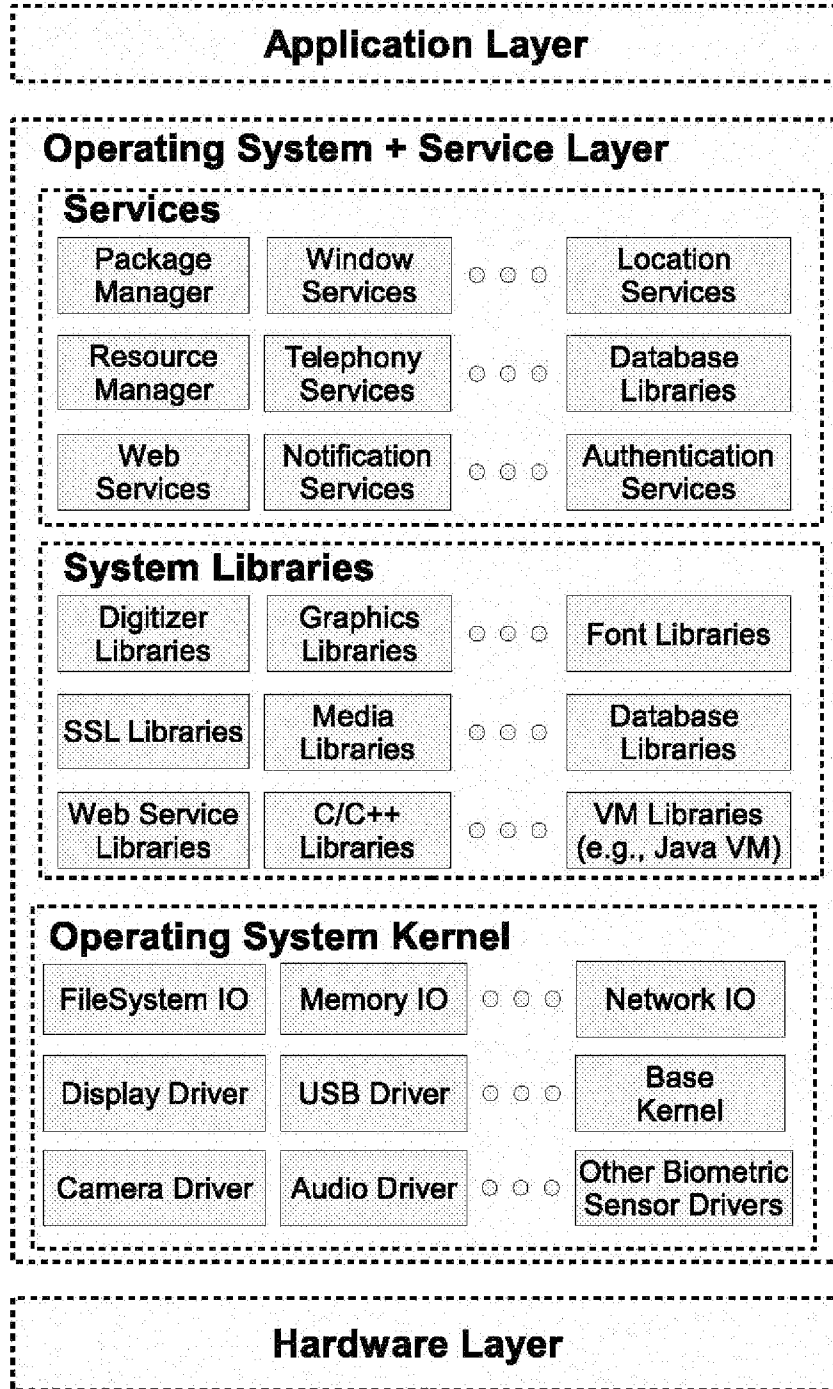 Application Layer
Operating System + Service Layer
Services
Package
Manager
Window
Services
Location
Services
Resource
Manager
Telephony
Services
Database
Libraries
Web
Services
Notification
Services
Authentication
Services
System Libraries
Digitizer
Libraries
Graphics
Libraries
Font Libraries
SSL Libraries
Media
Libraries
Database
Libraries
Web Service
Libraries
C/C++
Libraries
VM Libraries
(e.g., Java VM)
Operating System Kernel
FileSystem IO
Memory IO
Network IO
Display Driver
USB Driver
Base
Kernel
Camera Driver
Audio Driver
Other Biometric
Sensor Drivers
Hardware Layer